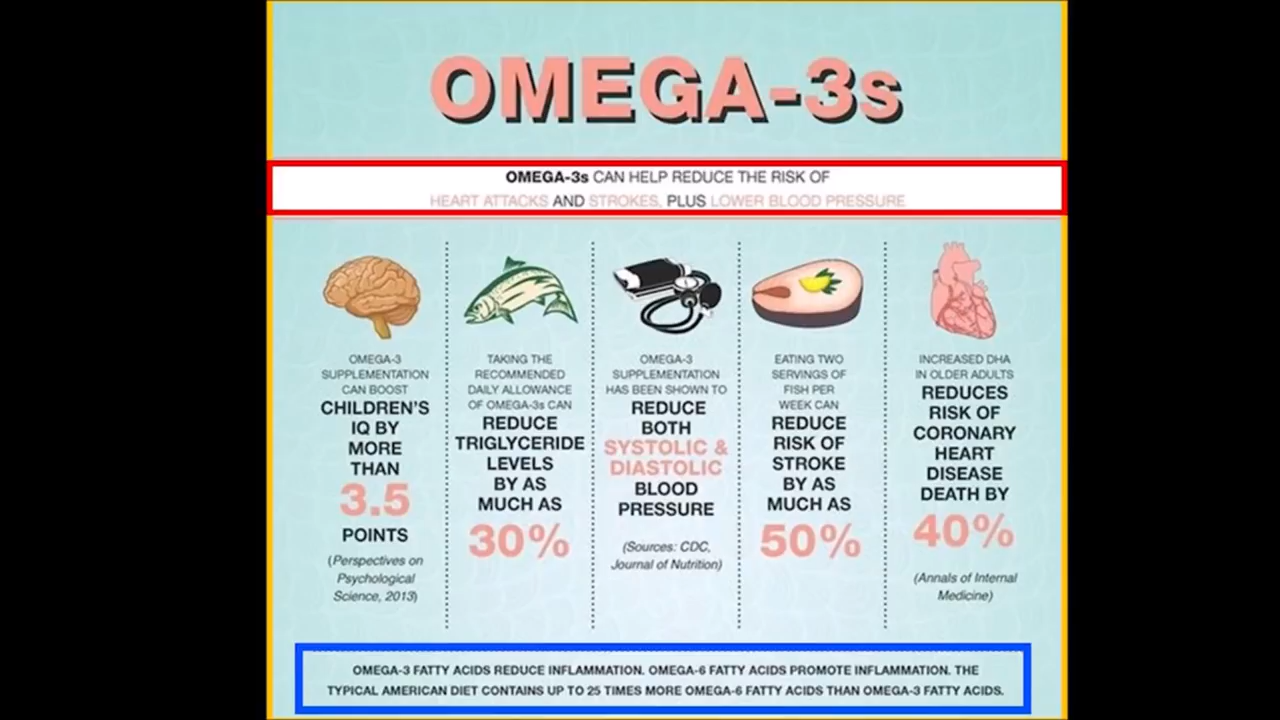 OMEGA-3s
OMEGA-3s CAN HELP REDUCE THE RISK OF
HEART ATTACKS AND STROKES, PLUS LOWER BLOOD PRESSURE
OMEGA-3
SUPPLEMENTATION
CAN BOOST
CHILDREN'S
IQ BY
MORE
THAN
3.5
POINTS
(Perspectives on
Psychological
Science, 2013)
TAKING THE
RECOMMENDED
DAILY ALLOWANCE
OF OMEGA-3s CAN
REDUCE
TRIGLYCERIDE
LEVELS
BY AS
MUCH AS
30%
OMEGA-3
SUPPLEMENTATION
HAS BEEN SHOWN TO
REDUCE
BOTH
SYSTOLIC &
DIASTOLIC
BLOOD
PRESSURE
(Sources: CDC,
Journal of Nutrition)
EATING TWO
SERVINGS OF
FISH PER
WEEK CAN
REDUCE
RISK OF
STROKE
BY AS
MUCH AS
50%
INCREASED DHA
IN OLDER ADULTS
REDUCES
RISK OF
CORONARY
HEART
DISEASE
DEATH BY
40%
(Annals of Internal
Medicine)
OMEGA-3 FATTY ACIDS REDUCE INFLAMMATION. OMEGA-6 FATTY ACIDS PROMOTE INFLAMMATION. THE
TYPICAL AMERICAN DIET CONTAINS UP TO 25 TIMES MORE OMEGA-6 FATTY ACIDS THAN OMEGA-3 FATTY ACIDS.